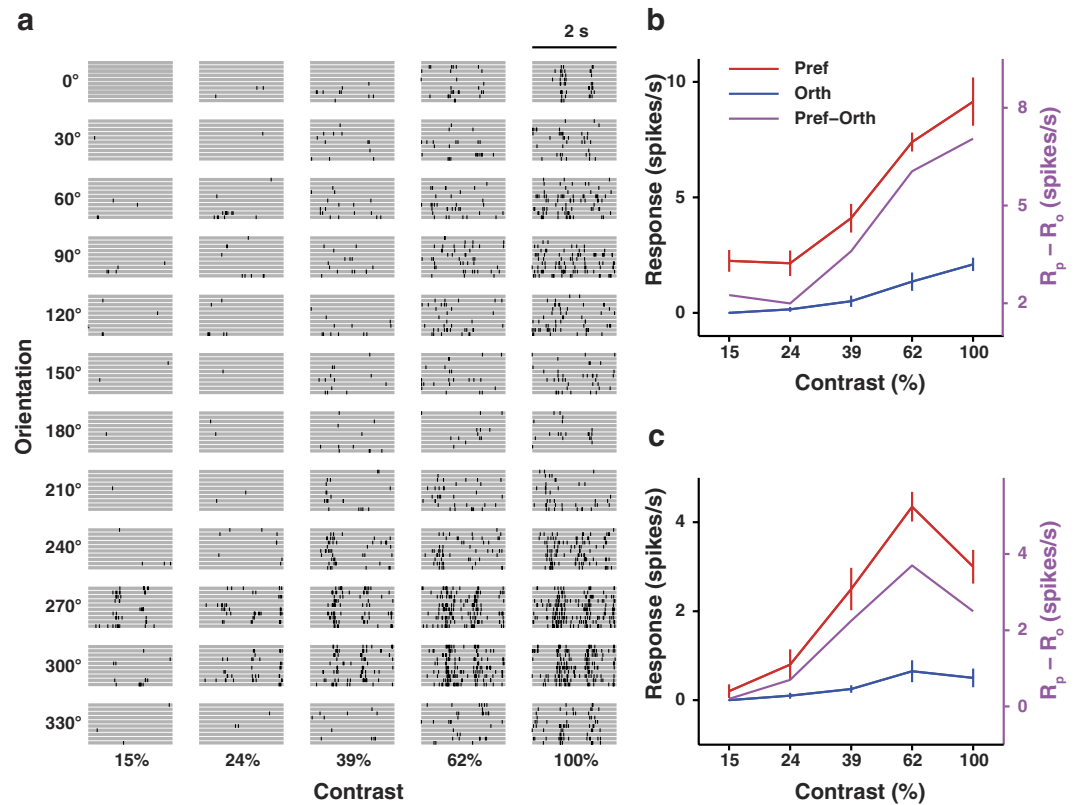 a
2 s
0°
30°
60°
90°
120°
150°
180°
210°
240°
270°
300°
330°
Orientation
15% 24% 39% 62% 100%
Contrast
b
Pref
Orth
Pref–Orth
10
5
0
Response (spikes/s)
8
5
2
Rp – Ro (spikes/s)
15 24 39 62 100
Contrast (%)
c
4
2
0
Response (spikes/s)
4
2
0
Rp – Ro (spikes/s)
15 24 39 62 100
Contrast (%)